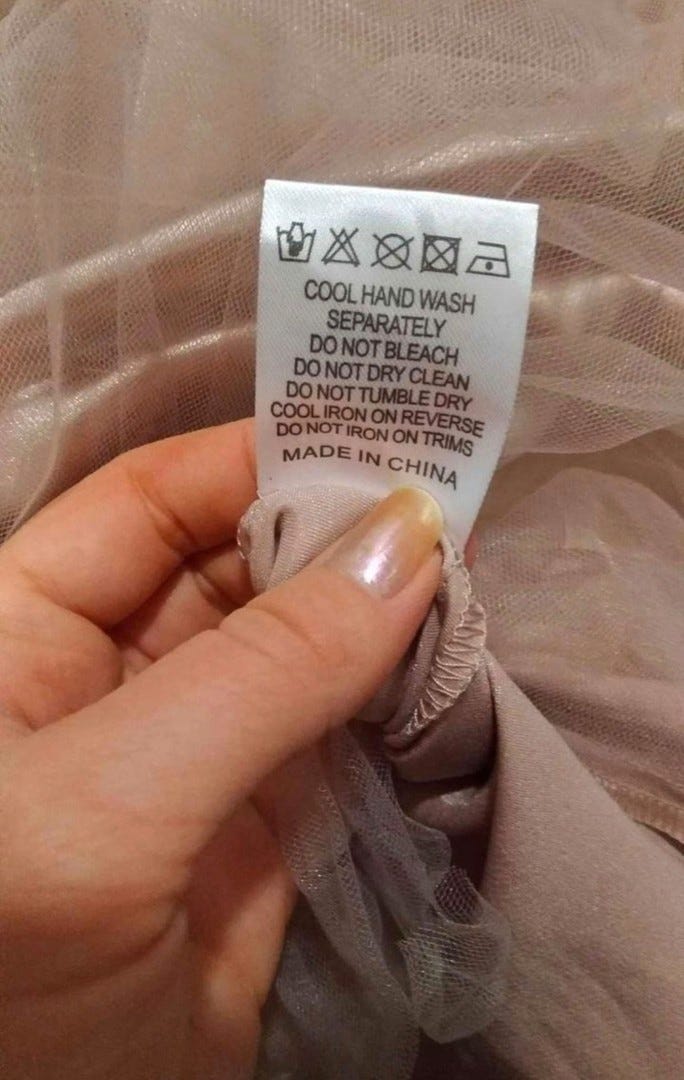 COOL HAND WASH
SEPARATELY
DO NOT BLEACH
DO NOT DRY CLEAN
DO NOT TUMBLE DRY
COOL IRON ON REVERSE
DO NOT IRON ON TRIMS
MADE IN CHINA